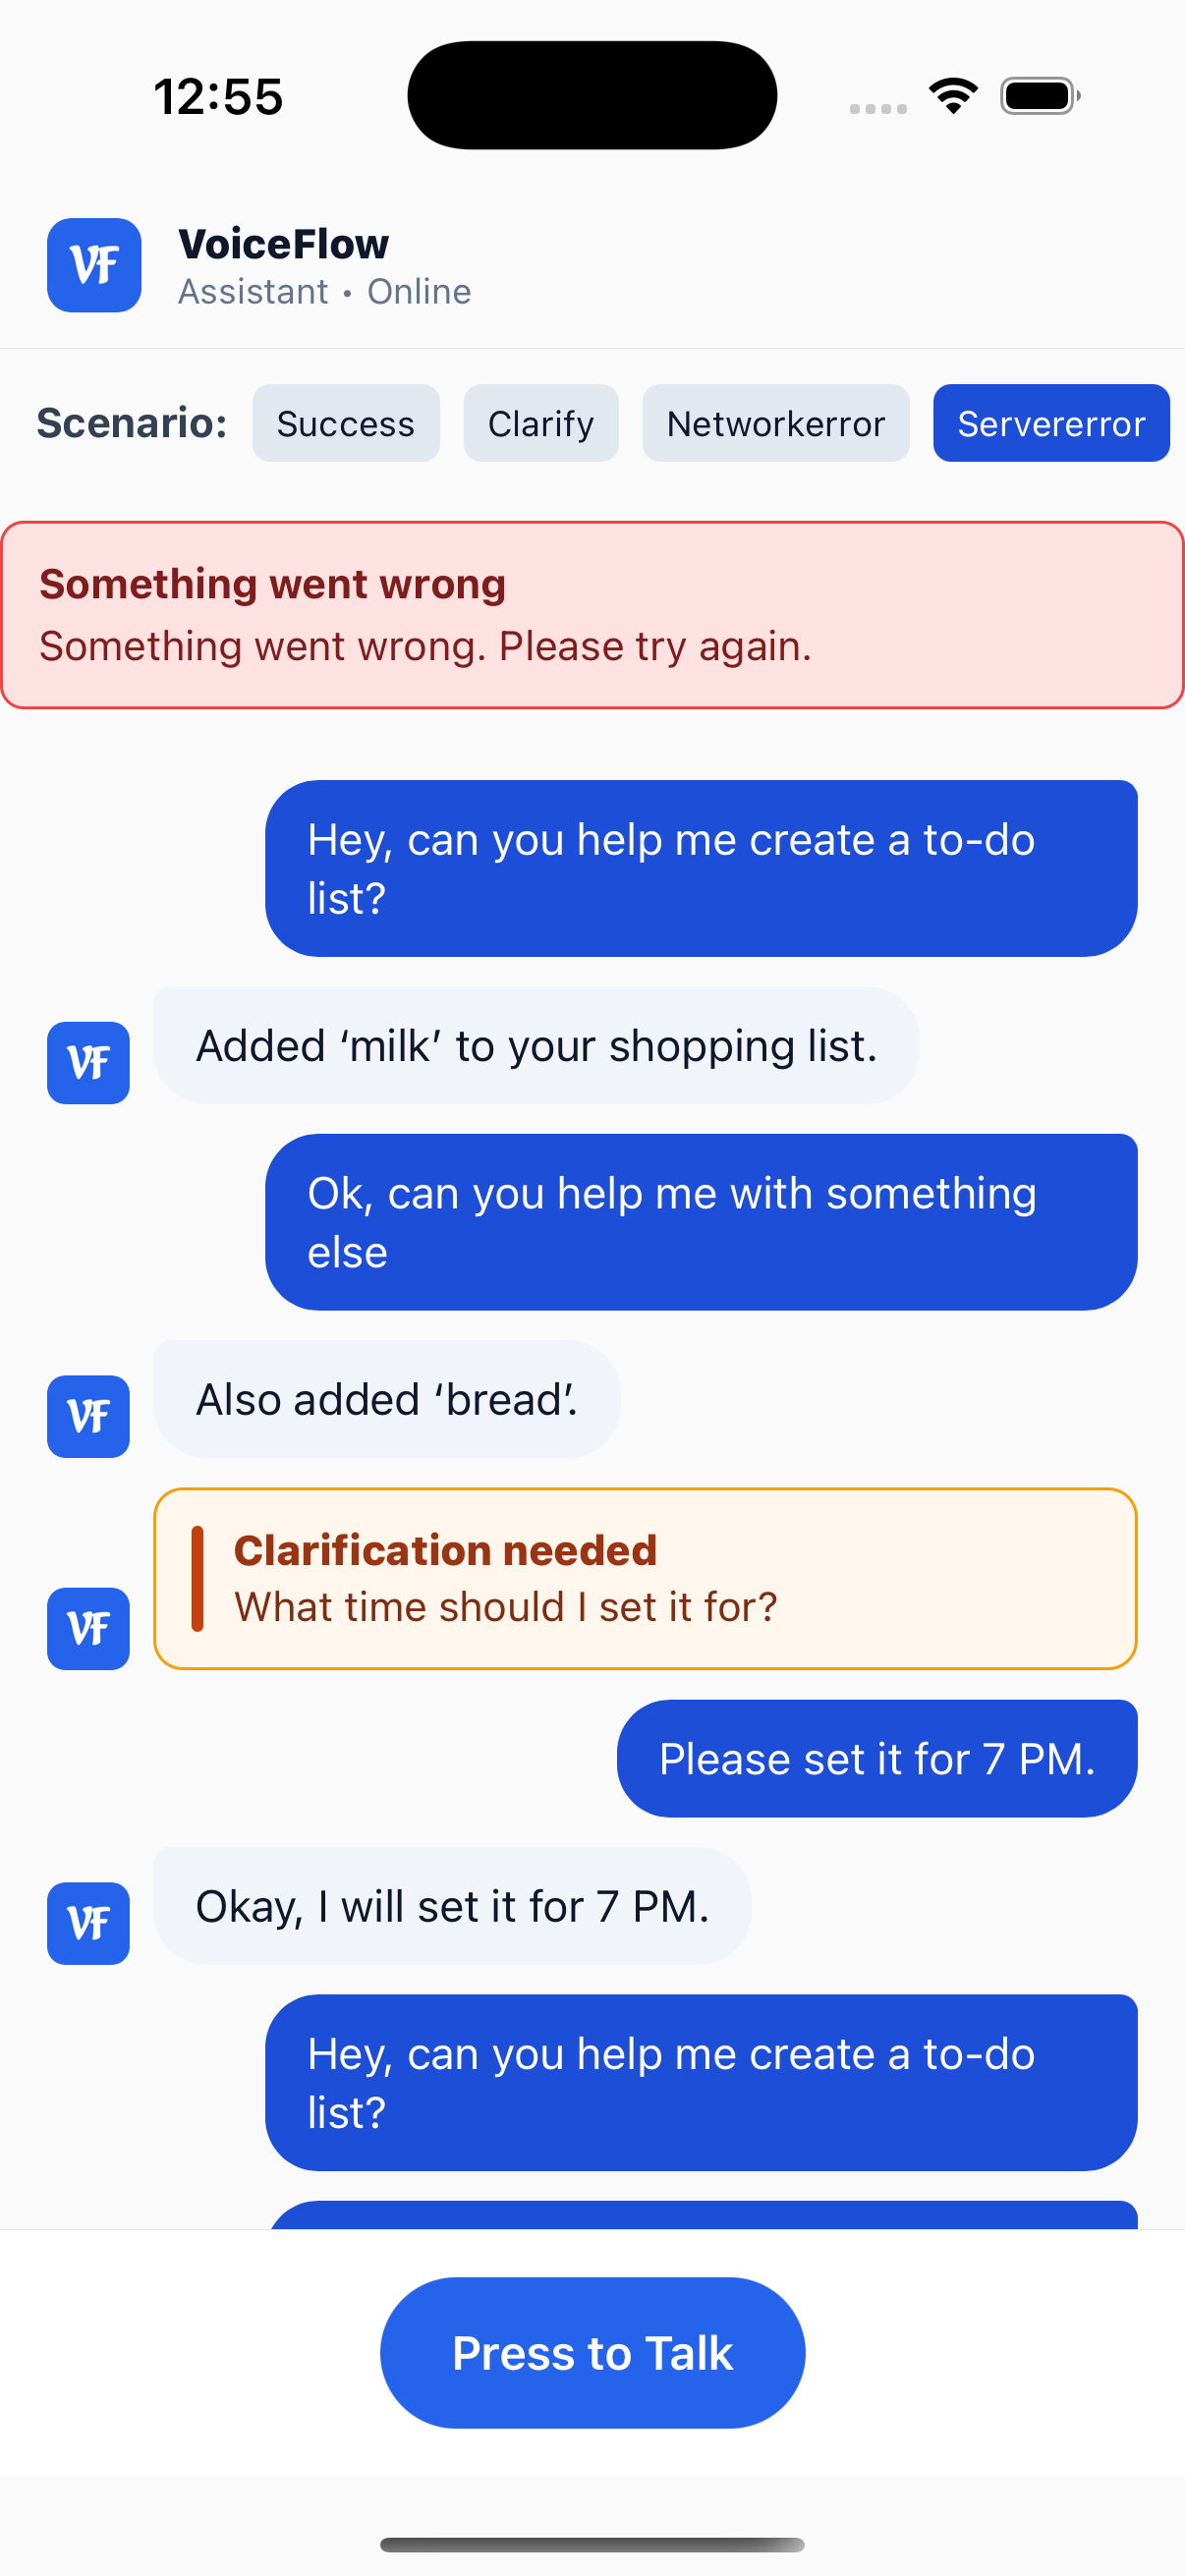 12:55
VF
VoiceFlow
Assistant • Online
Scenario: Success Clarify Networkerror Servererror
Something went wrong
Something went wrong. Please try again.
Hey, can you help me create a to-do
list?
VF
Added ‘milk’ to your shopping list.
Ok, can you help me with something
else
VF
Also added ‘bread’.
Clarification needed
What time should I set it for?
VF
Please set it for 7 PM.
VF
Okay, I will set it for 7 PM.
Hey, can you help me create a to-do
list?
Press to Talk